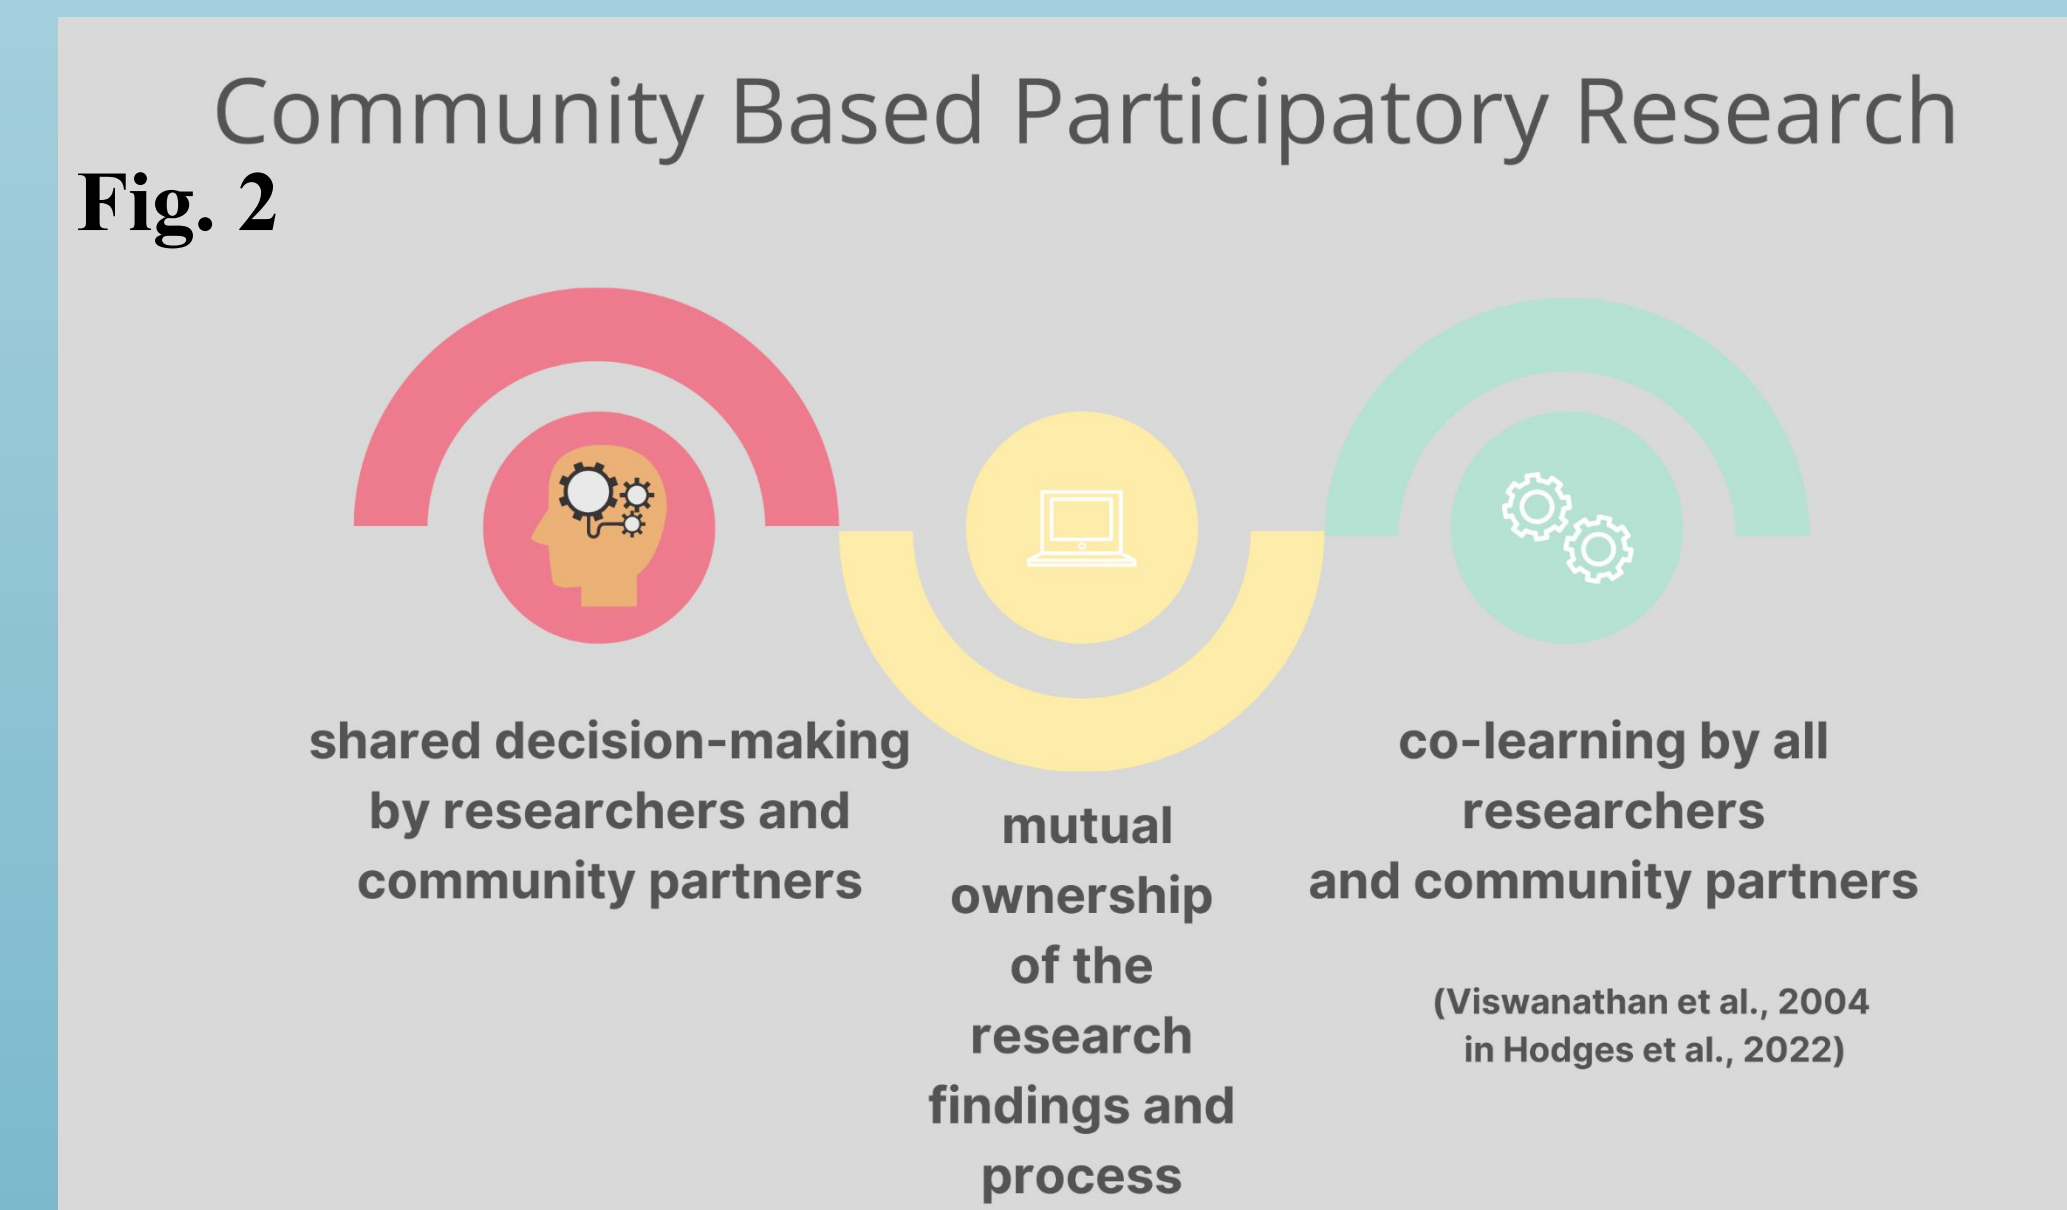 Community Based Participatory Research
Fig. 2
shared decision-making
by researchers and
community partners
mutual
ownership
of the
research
findings and
process
co-learning by all
researchers
and community partners
(Viswanathan et al., 2004
in Hodges et al., 2022)